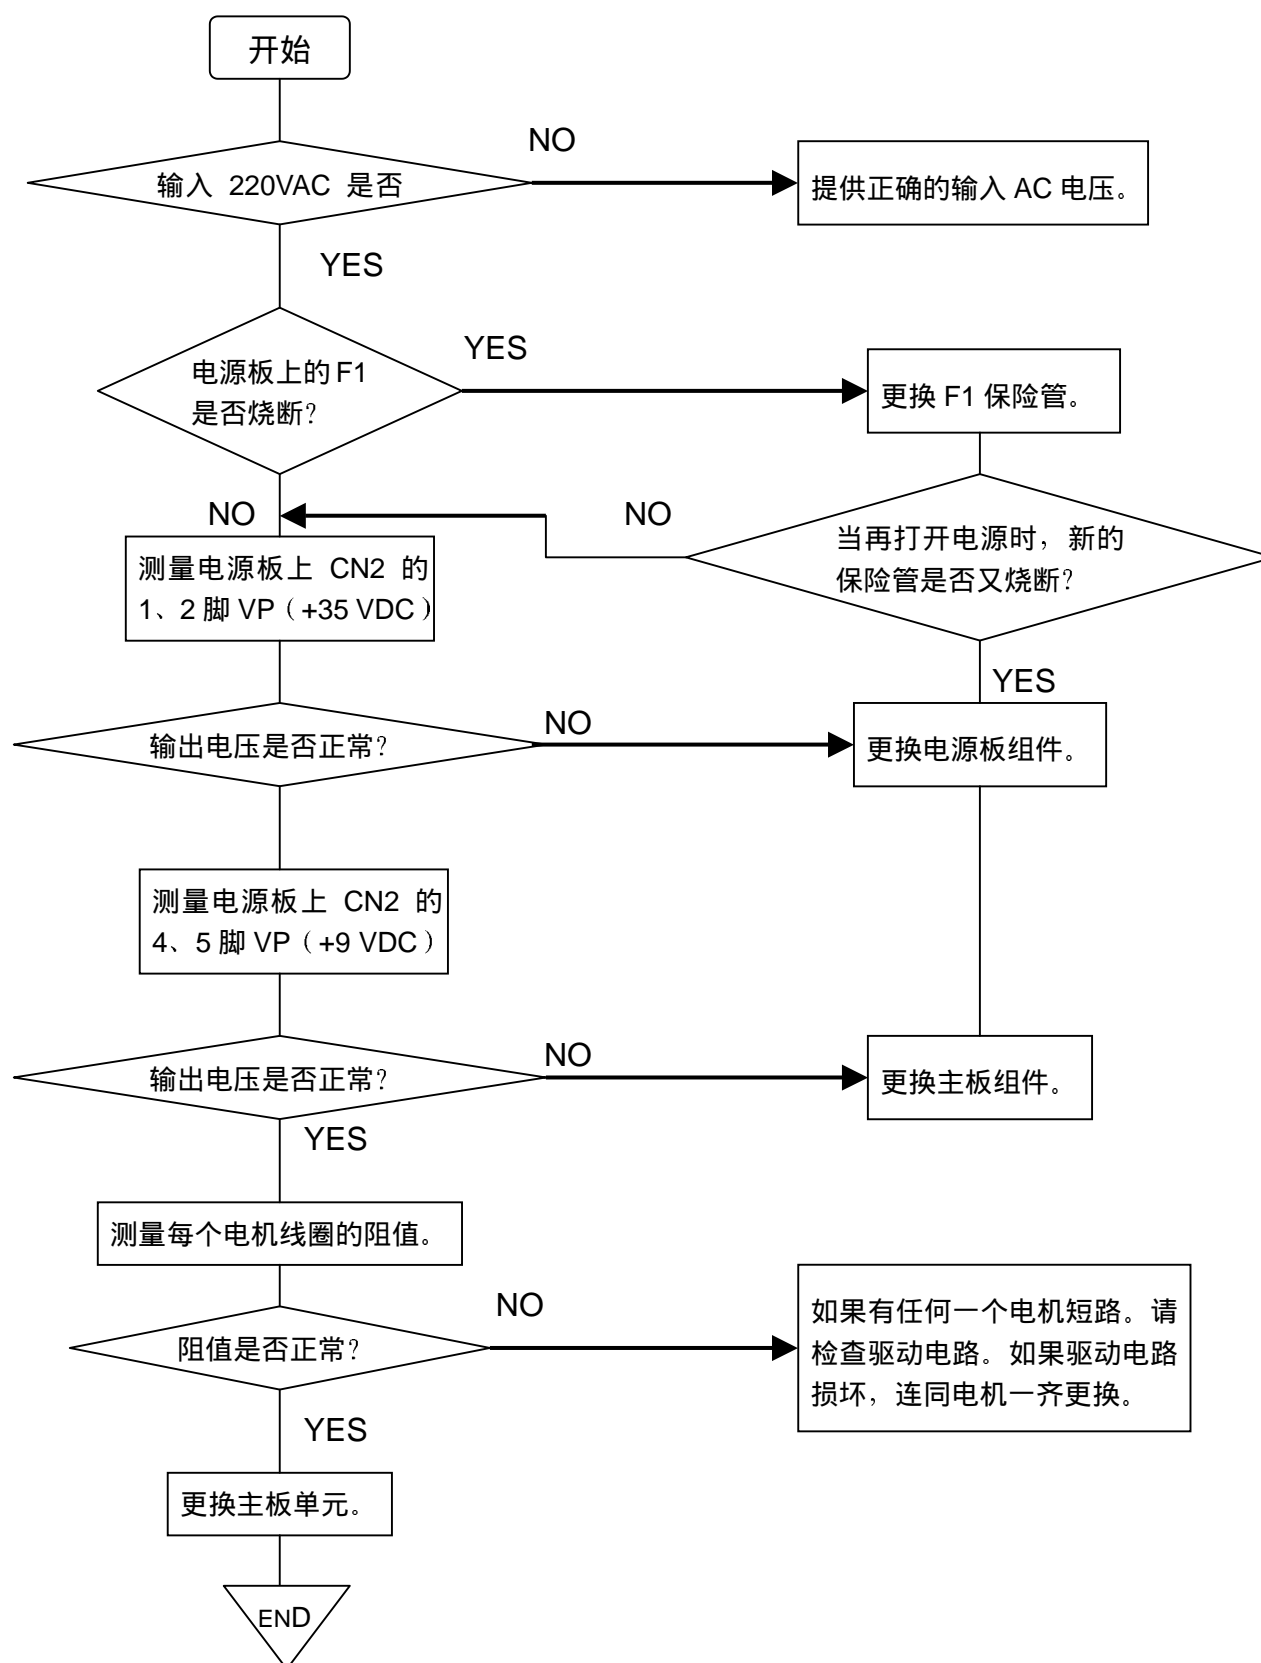 开始
NO
输入 220VAC 是否
提供正确的输入 AC 电压。
YES
YES
电源板上的 F1
是否烧断?
更换 F1 保险管。
NO
NO
当再打开电源时，新的
保险管是否又烧断?
测量电源板上 CN2 的
1、2 脚 VP（+35 VDC）
YES
NO
输出电压是否正常?
更换电源板组件。
测量电源板上 CN2 的
4、5 脚 VP（+9 VDC）
NO
输出电压是否正常?
更换主板组件。
YES
测量每个电机线圈的阻值。
NO
如果有任何一个电机短路。请
检查驱动电路。如果驱动电路
损坏，连同电机一齐更换。
阻值是否正常?
YES
更换主板单元。
END